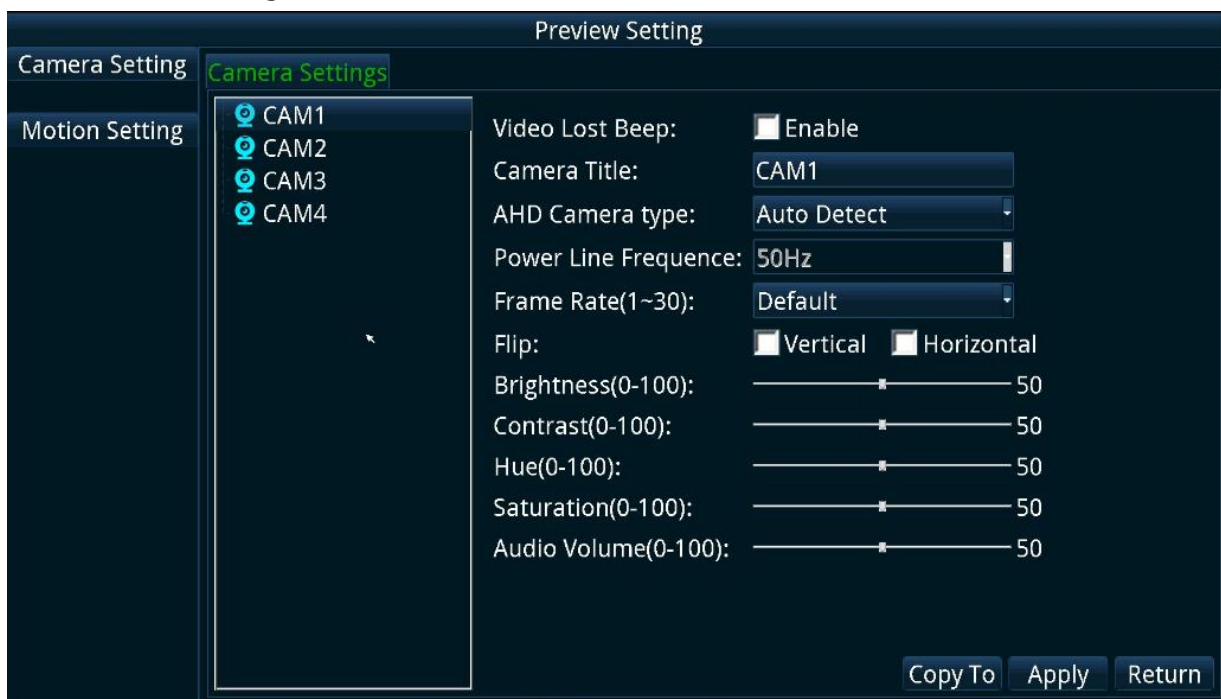 Preview Setting
Camera Setting
Motion Setting
Camera Settings
CAM1
CAM2
CAM3
CAM4
Video Lost Beep: Enable
Camera Title: CAM1
AHD Camera type: Auto Detect
Power Line Frequence: 50Hz
Frame Rate(1~30): Default
Flip: Vertical Horizontal
Brightness(0-100): 50
Contrast(0-100): 50
Hue(0-100): 50
Saturation(0-100): 50
Audio Volume(0-100): 50
Copy To Apply Return